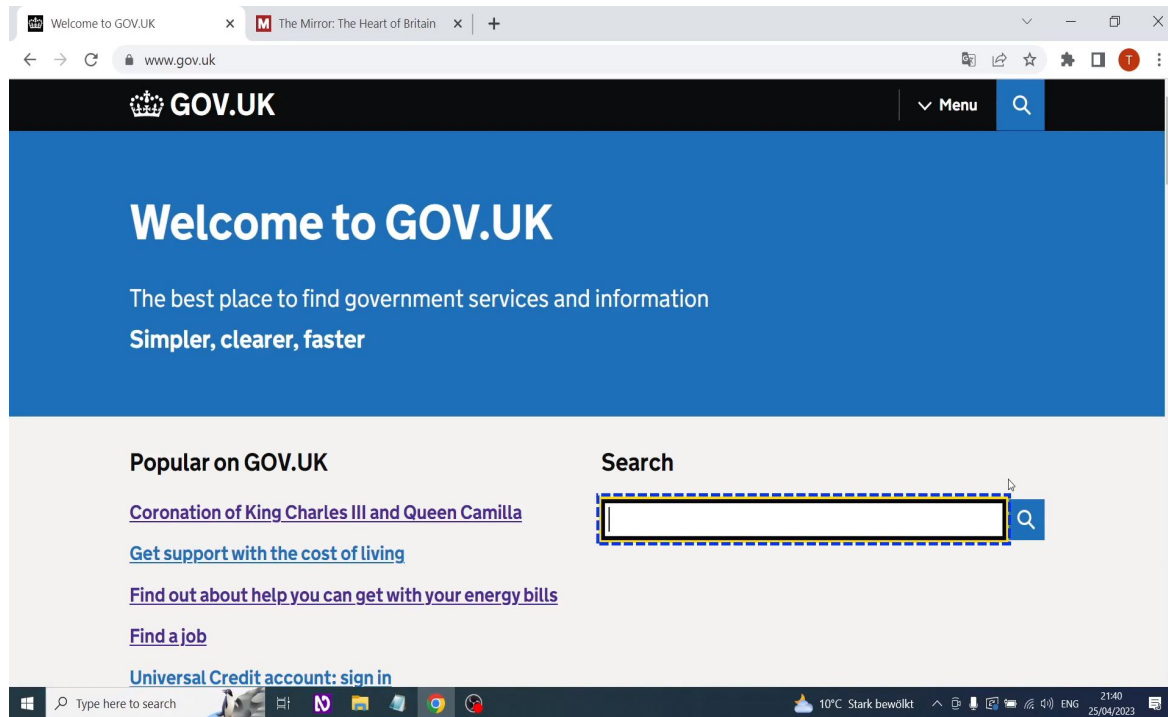 Welcome to GOV.UK
The Mirror: The Heart of Britain
www.gov.uk
T
GOV.UK
Menu
Welcome to GOV.UK
The best place to find government services and information
Simpler, clearer, faster
Popular on GOV.UK
Search
Coronation of King Charles III and Queen Camilla
Get support with the cost of living
Find out about help you can get with your energy bills
Find a job
Universal Credit account: sign in
Type here to search
10°C Stark bewölkt
ENG
21:40
25/04/2023